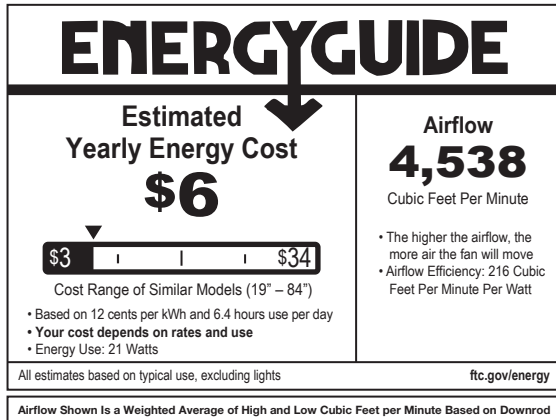 ENERGYGUIDE
Estimated
Yearly Energy Cost
$6
$3
$34
Cost Range of Similar Models (19” – 84”)
• Based on 12 cents per kWh and 6.4 hours use per day
• Your cost depends on rates and use
• Energy Use: 21 Watts
Airflow
4,538
Cubic Feet Per Minute
• The higher the airflow, the
more air the fan will move
• Airflow Efficiency: 216 Cubic
Feet Per Minute Per Watt
All estimates based on typical use, excluding lights
ftc.gov/energy
Airflow Shown Is a Weighted Average of High and Low Cubic Feet per Minute Based on Downrod